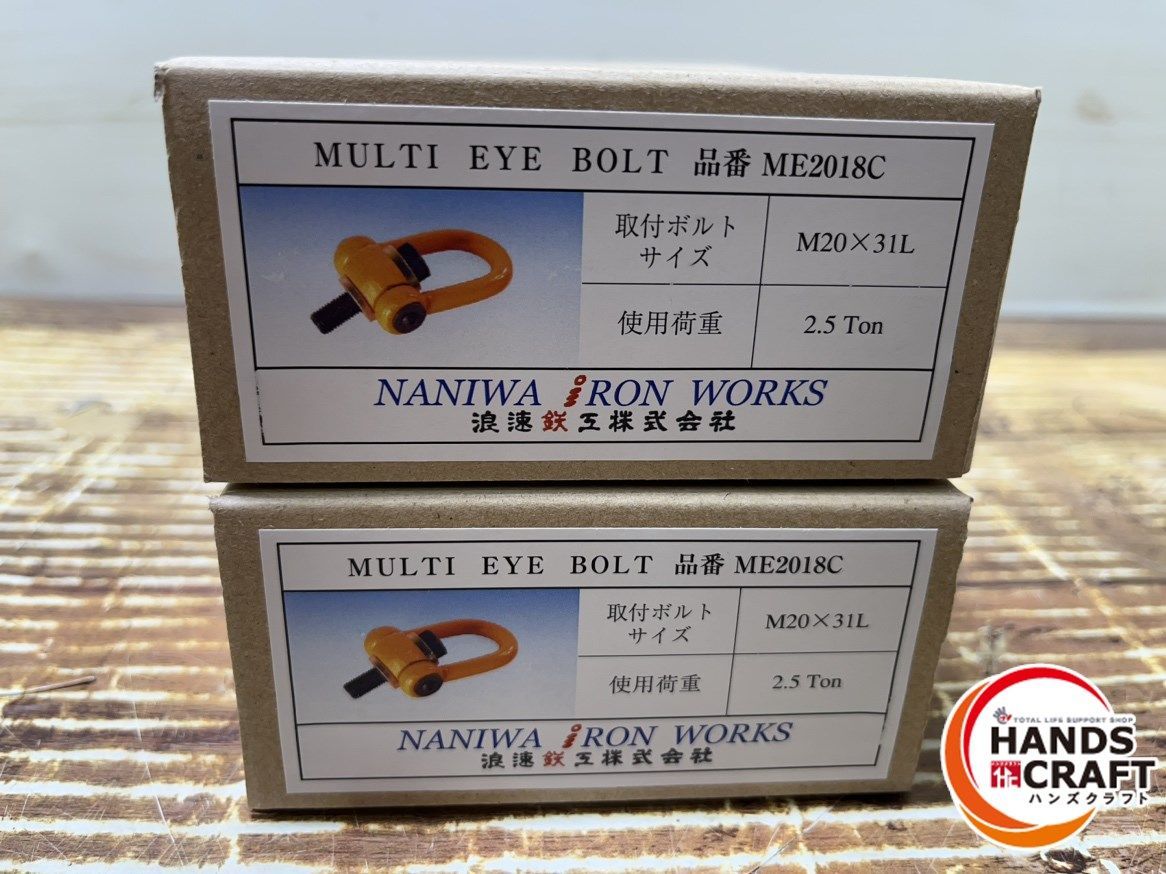 MULTI EYE BOLT 品番 ME2018C
取付ボルト
サイズ
M20×31L
使用荷重
2.5 Ton
NANIWA iRON WORKS
浪速鉄工株式会社
MULTI EYE BOLT 品番 ME2018C
取付ボルト
サイズ
M20×31L
使用荷重
2.5 Ton
NANIWA iRON WORKS
浪速鉄工株式会社
TOTAL LIFE SUPPORT SHOP
HANDS
CRAFT
ハンズクラフト